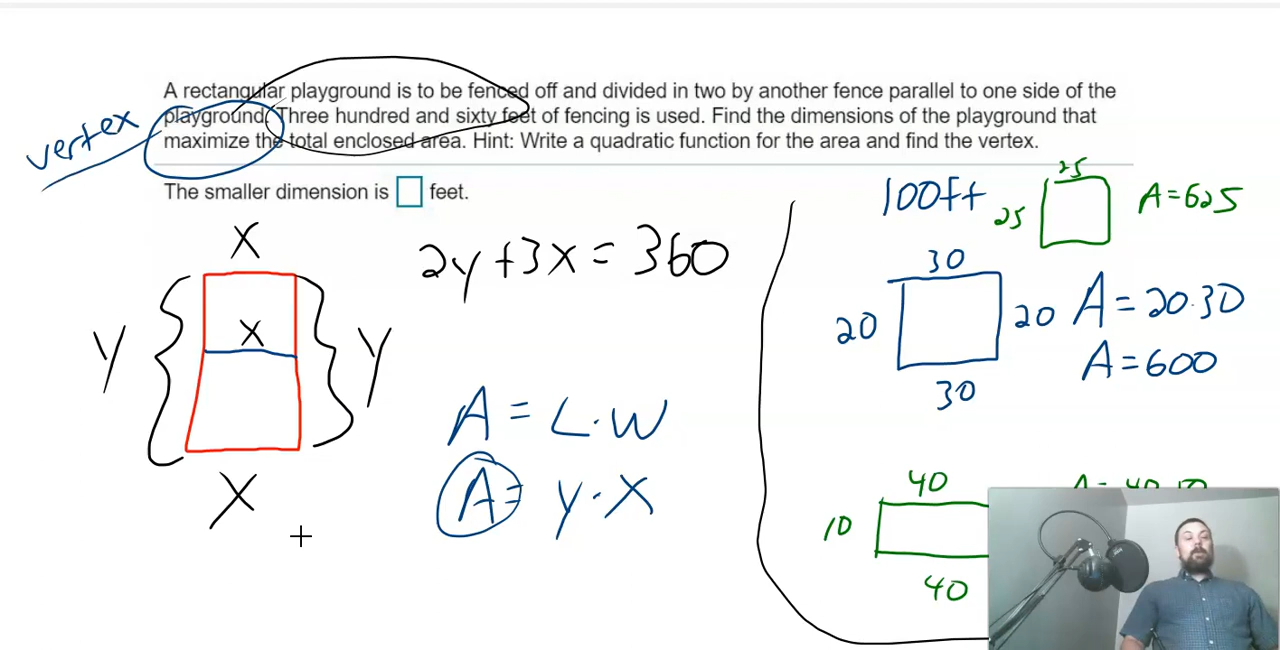 A rectangular playground is to be fenced off and divided in two by another fence parallel to one side of the
playground. Three hundred and sixty feet of fencing is used. Find the dimensions of the playground that
maximize the total enclosed area. Hint: Write a quadratic function for the area and find the vertex.
vertex
The smaller dimension is feet.
X
X
y
y
X
2y+3x=360
A=L·W
A=y·X
100ft
25
25
A=625
30
20
20
30
A=20·30
A=600
40
10
40